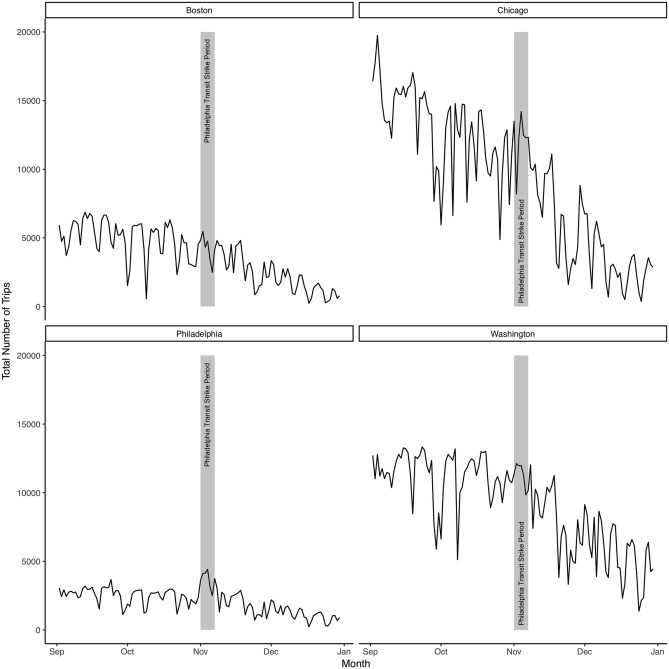 Boston
Chicago
20000
15000
10000
5000
0
Philadelphia Transit Strike Period
Philadelphia Transit Strike Period
Total Number of Trips
Philadelphia
Washington
20000
15000
10000
5000
0
Philadelphia Transit Strike Period
Philadelphia Transit Strike Period
Sep Oct Nov Dec Jan Sep Oct Nov Dec Jan
Month